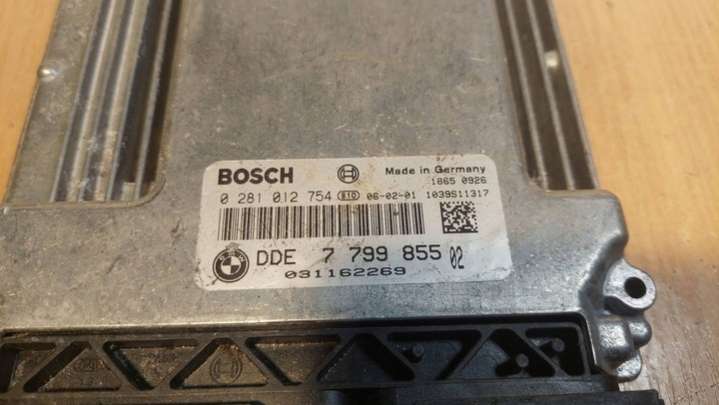 BOSCH Made in Germany
1865 0926
0 281 012 754 E10 06-02-01 1039S11317
DDE 7 799 855 02
031162269